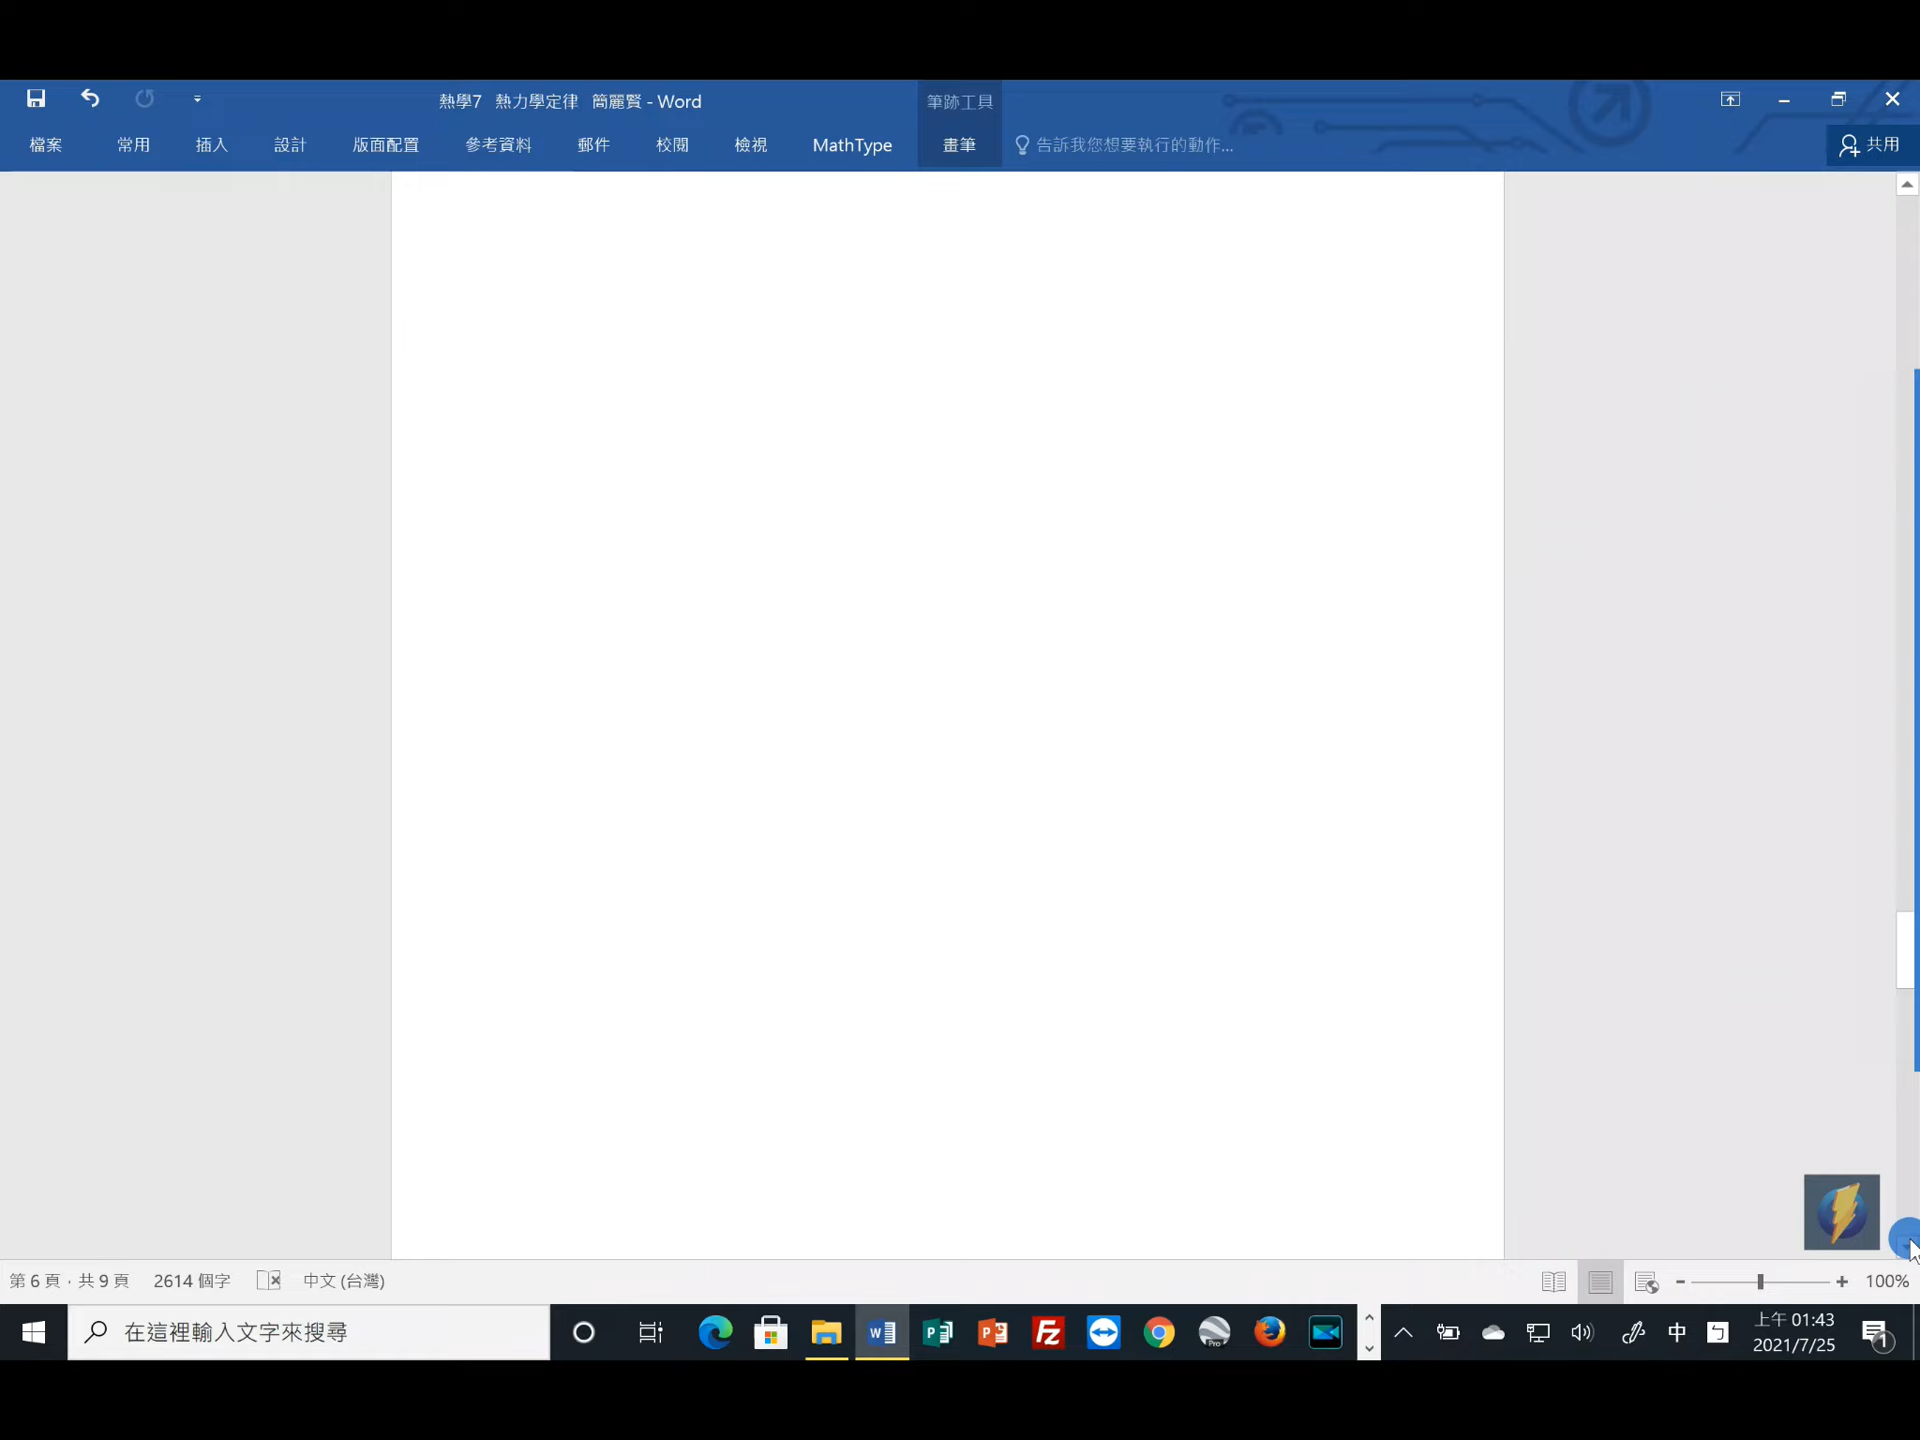 熱學7 熱力學定律 簡麗賢 - Word
筆跡工具
檔案 常用 插入 設計 版面配置 參考資料 郵件 校閱 檢視 MathType 畫筆 告訴我您想要執行的動作... 共用
第 6 頁，共 9 頁 2614 個字 中文 (台灣) 100%
在這裡輸入文字來搜尋
中 ㄅ
上午 01:43
2021/7/25
1